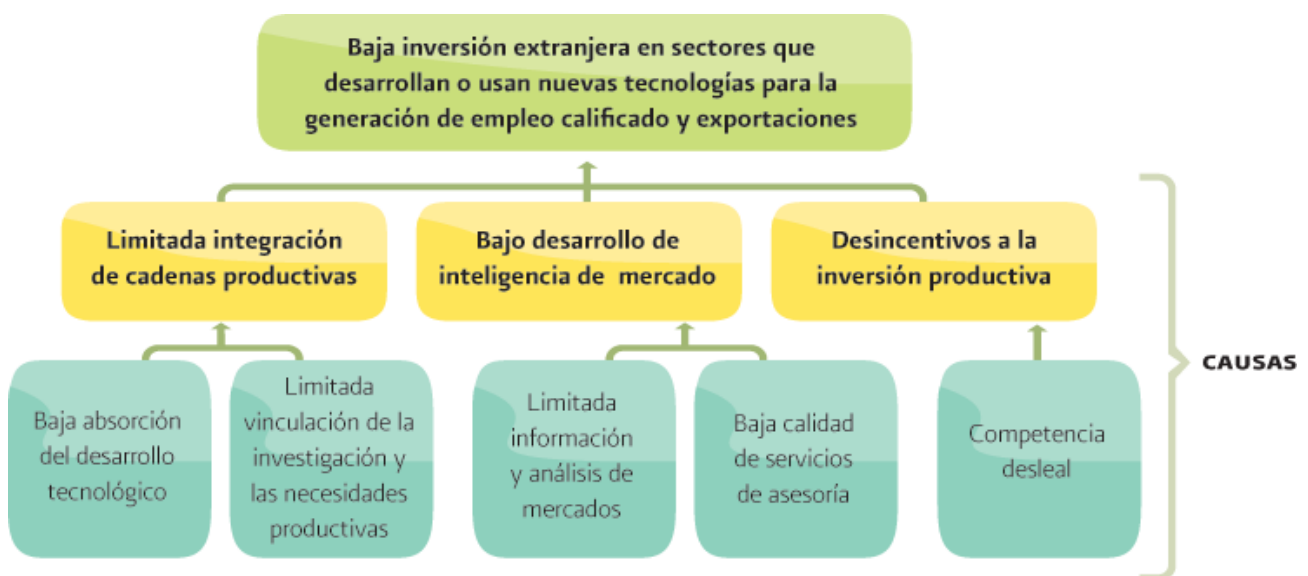 Baja inversión extranjera en sectores que
desarrollan o usan nuevas tecnologías para la
generación de empleo calificado y exportaciones
Limitada integración
de cadenas productivas
Bajo desarrollo de
inteligencia de mercado
Desincentivos a la
inversión productiva
CAUSAS
Baja absorción
del desarrollo
tecnológico
Limitada
vinculación de la
investigación y
las necesidades
productivas
Limitada
información
y análisis de
mercados
Baja calidad
de servicios
de asesoría
Competencia
desleal